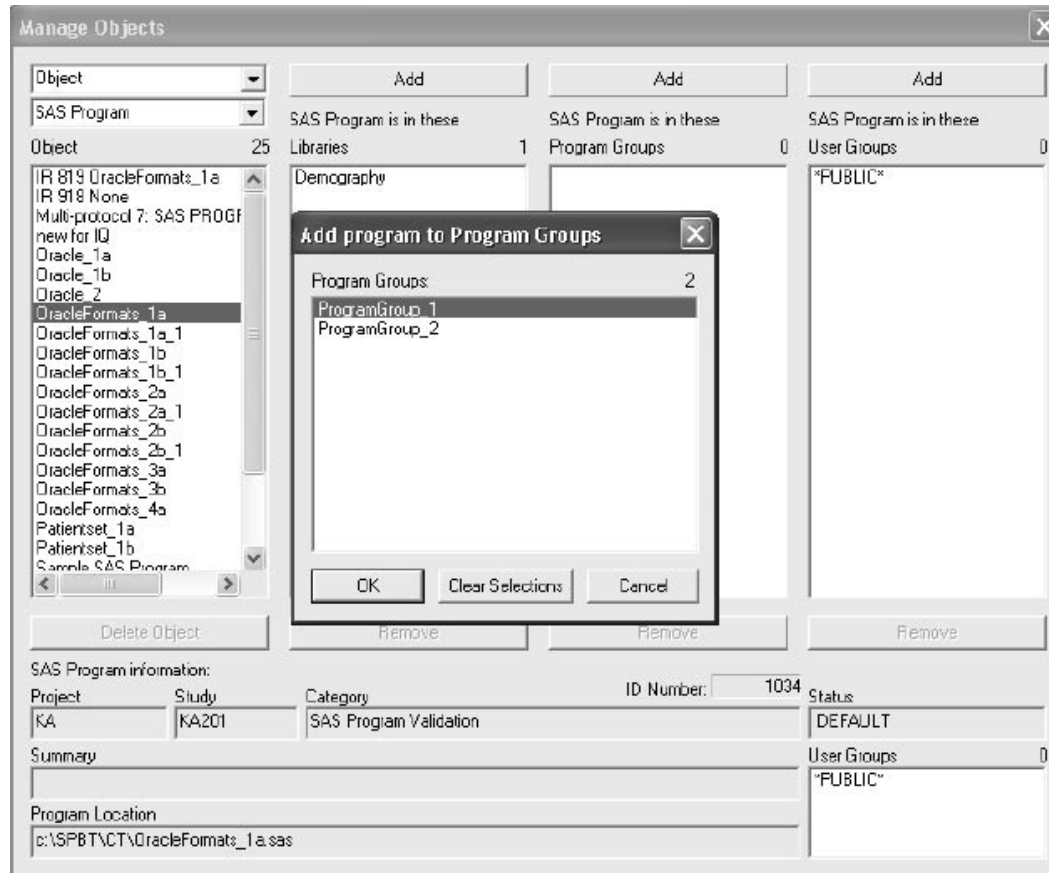 Manage Objects
Object
SAS Program
Object 25
IR 819 OracleFormats_1a
IR 918 None
Multi-protocol 7: SAS PROGF
new for IQ
Oracle_1a
Oracle_1b
Oracle_2
OracleFormats_1a
OracleFormats_1a_1
OracleFormats_1b
OracleFormats_1b_1
OracleFormats_2a
OracleFormats_2a_1
OracleFormats_2b
OracleFormats_2b_1
OracleFormats_3a
OracleFormats_3b
OracleFormats_4a
Patientset_1a
Patientset_1b
Sample SAS Program
Delete Object
Add
SAS Program is in these
Libraries 1
Demography
Remove
Add
SAS Program is in these
Program Groups 0
Remove
Add
SAS Program is in these
User Groups 0
*PUBLIC*
Remove
Add program to Program Groups
Program Groups: 2
ProgramGroup_1
ProgramGroup_2
OK Clear Selections Cancel
SAS Program information:
Project Study Category ID Number: 1034 Status
KA KA201 SAS Program Validation DEFAULT
Summary User Groups 0
*PUBLIC*
Program Location
c:\SPBT\CT\OracleFormats_1a.sas